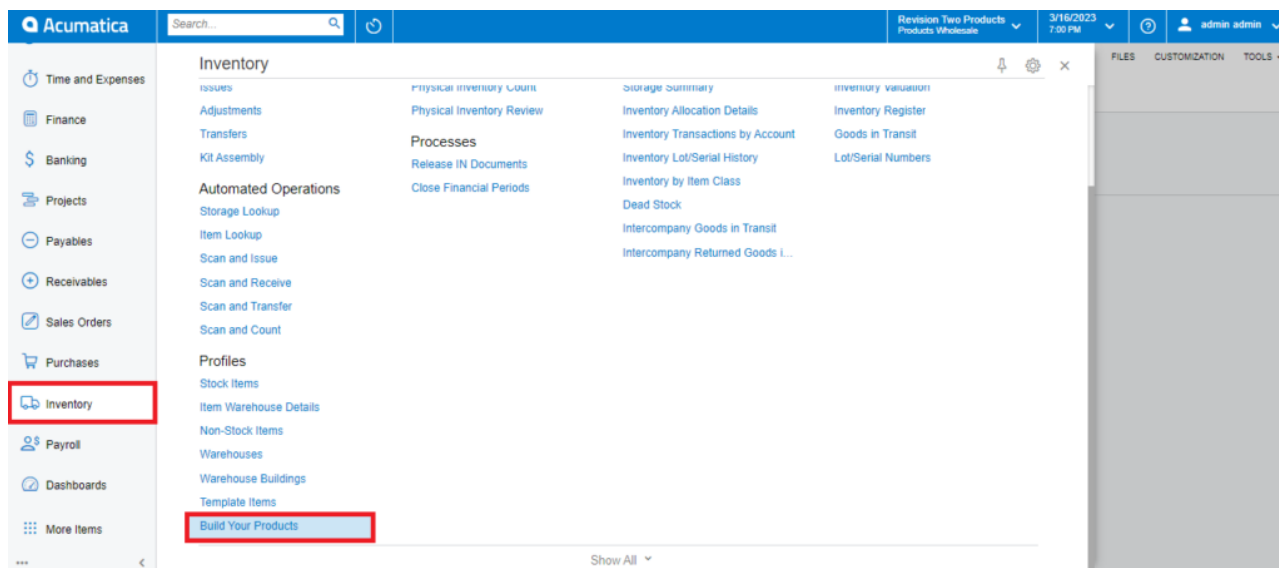 Acumatica
Search...
Revision Two Products
Products Wholesale
3/16/2023
7:00 PM
admin admin
FILES CUSTOMIZATION TOOLS
Time and Expenses
Finance
Banking
Projects
Payables
Receivables
Sales Orders
Purchases
Inventory
Payroll
Dashboards
More Items
Inventory
Issues
Adjustments
Transfers
Kit Assembly
Automated Operations
Storage Lookup
Item Lookup
Scan and Issue
Scan and Receive
Scan and Transfer
Scan and Count
Profiles
Stock Items
Item Warehouse Details
Non-Stock Items
Warehouses
Warehouse Buildings
Template Items
Build Your Products
Physical Inventory Count
Physical Inventory Review
Processes
Release IN Documents
Close Financial Periods
Storage Summary
Inventory Allocation Details
Inventory Transactions by Account
Inventory Lot/Serial History
Inventory by Item Class
Dead Stock
Intercompany Goods in Transit
Intercompany Returned Goods i...
Inventory Valuation
Inventory Register
Goods in Transit
Lot/Serial Numbers
Show All